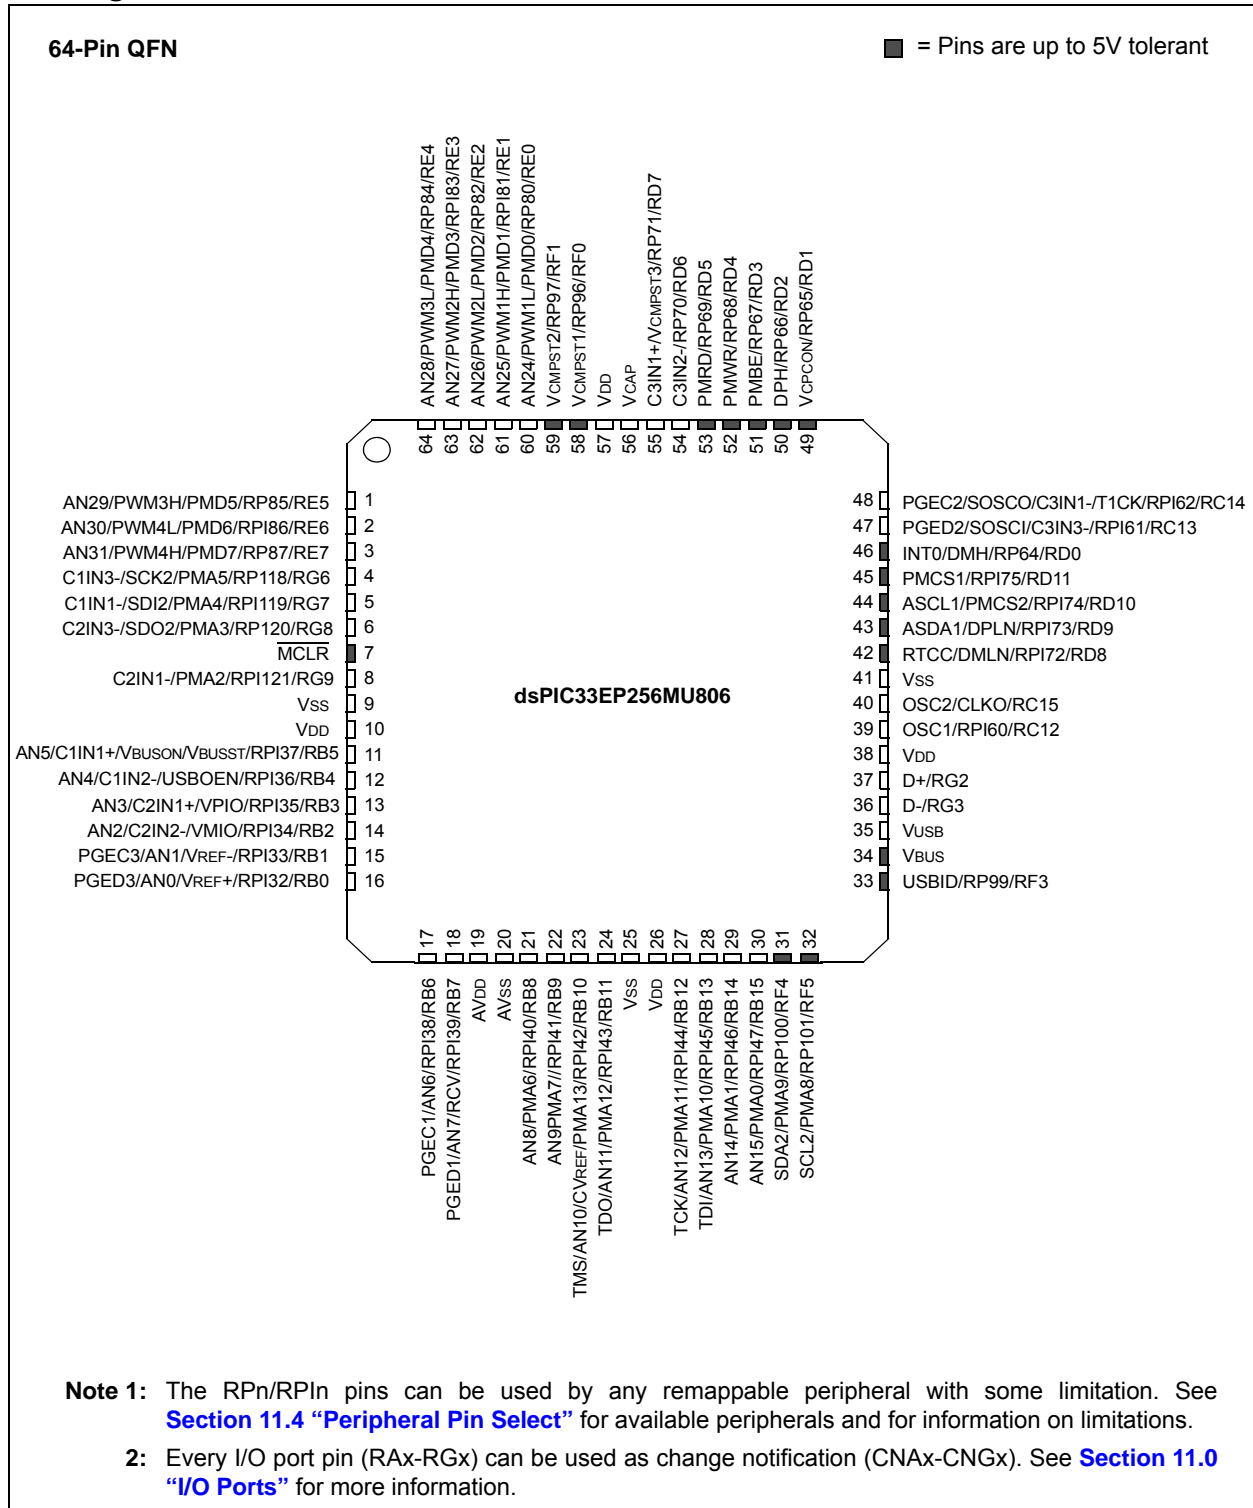 64-Pin QFN
= Pins are up to 5V tolerant
AN28/PWM3L/PMD4/RP84/RE4
AN27/PWM2H/PMD3/RPI83/RE3
AN26/PWM2L/PMD2/RP82/RE2
AN25/PWM1H/PMD1/RPI81/RE1
AN24/PWM1L/PMD0/RP80/RE0
VCMPST2/RP97/RF1
VCMPST1/RP96/RF0
VDD
VCAP
C3IN1+/VCMPST3/RP71/RD7
C3IN2-/RP70/RD6
PMRD/RP69/RD5
PMWR/RP68/RD4
PMBE/RP67/RD3
DPH/RP66/RD2
VCPCON/RP65/RD1
64 63 62 61 60 59 58 57 56 55 54 53 52 51 50 49
AN29/PWM3H/PMD5/RP85/RE5 1
AN30/PWM4L/PMD6/RPI86/RE6 2
AN31/PWM4H/PMD7/RP87/RE7 3
C1IN3-/SCK2/PMA5/RP118/RG6 4
C1IN1-/SDI2/PMA4/RPI119/RG7 5
C2IN3-/SDO2/PMA3/RP120/RG8 6
MCLR 7
C2IN1-/PMA2/RPI121/RG9 8
VSS 9
VDD 10
AN5/C1IN1+/VBUSON/VBUSST/RPI37/RB5 11
AN4/C1IN2-/USBOEN/RPI36/RB4 12
AN3/C2IN1+/VPIO/RPI35/RB3 13
AN2/C2IN2-/VMIO/RPI34/RB2 14
PGEC3/AN1/VREF-/RPI33/RB1 15
PGED3/AN0/VREF+/RPI32/RB0 16
dsPIC33EP256MU806
48 PGEC2/SOSCO/C3IN1-/T1CK/RPI62/RC14
47 PGED2/SOSCI/C3IN3-/RPI61/RC13
46 INT0/DMH/RP64/RD0
45 PMCS1/RPI75/RD11
44 ASCL1/PMCS2/RPI74/RD10
43 ASDA1/DPLN/RPI73/RD9
42 RTCC/DMLN/RPI72/RD8
41 VSS
40 OSC2/CLKO/RC15
39 OSC1/RPI60/RC12
38 VDD
37 D+/RG2
36 D-/RG3
35 VUSB
34 VBUS
33 USBID/RP99/RF3
17 18 19 20 21 22 23 24 25 26 27 28 29 30 31 32
PGEC1/AN6/RPI38/RB6
PGED1/AN7/RCV/RPI39/RB7
AVDD
AVSS
AN8/PMA6/RPI40/RB8
AN9PMA7//RPI41/RB9
TMS/AN10/CVREF/PMA13/RPI42/RB10
TDO/AN11/PMA12/RPI43/RB11
VSS
VDD
TCK/AN12/PMA11/RPI44/RB12
TDI/AN13/PMA10/RPI45/RB13
AN14/PMA1/RPI46/RB14
AN15/PMA0/RPI47/RB15
SDA2/PMA9/RP100/RF4
SCL2/PMA8/RP101/RF5
Note 1: The RPn/RPIn pins can be used by any remappable peripheral with some limitation. See
Section 11.4 “Peripheral Pin Select” for available peripherals and for information on limitations.
2: Every I/O port pin (RAx-RGx) can be used as change notification (CNAx-CNGx). See Section 11.0
“I/O Ports” for more information.